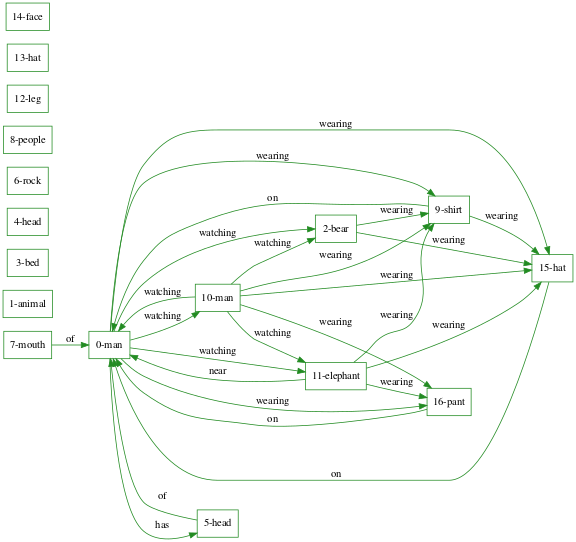 14-face
13-hat
12-leg
8-people
6-rock
4-head
3-bed
1-animal
7-mouth
of
0-man
wearing
wearing
on
watching
watching
watching
watching
near
wearing
on
on
of
has
5-head
10-man
watching
wearing
wearing
wearing
watching
2-bear
wearing
wearing
11-elephant
wearing
wearing
wearing
9-shirt
wearing
16-pant
15-hat